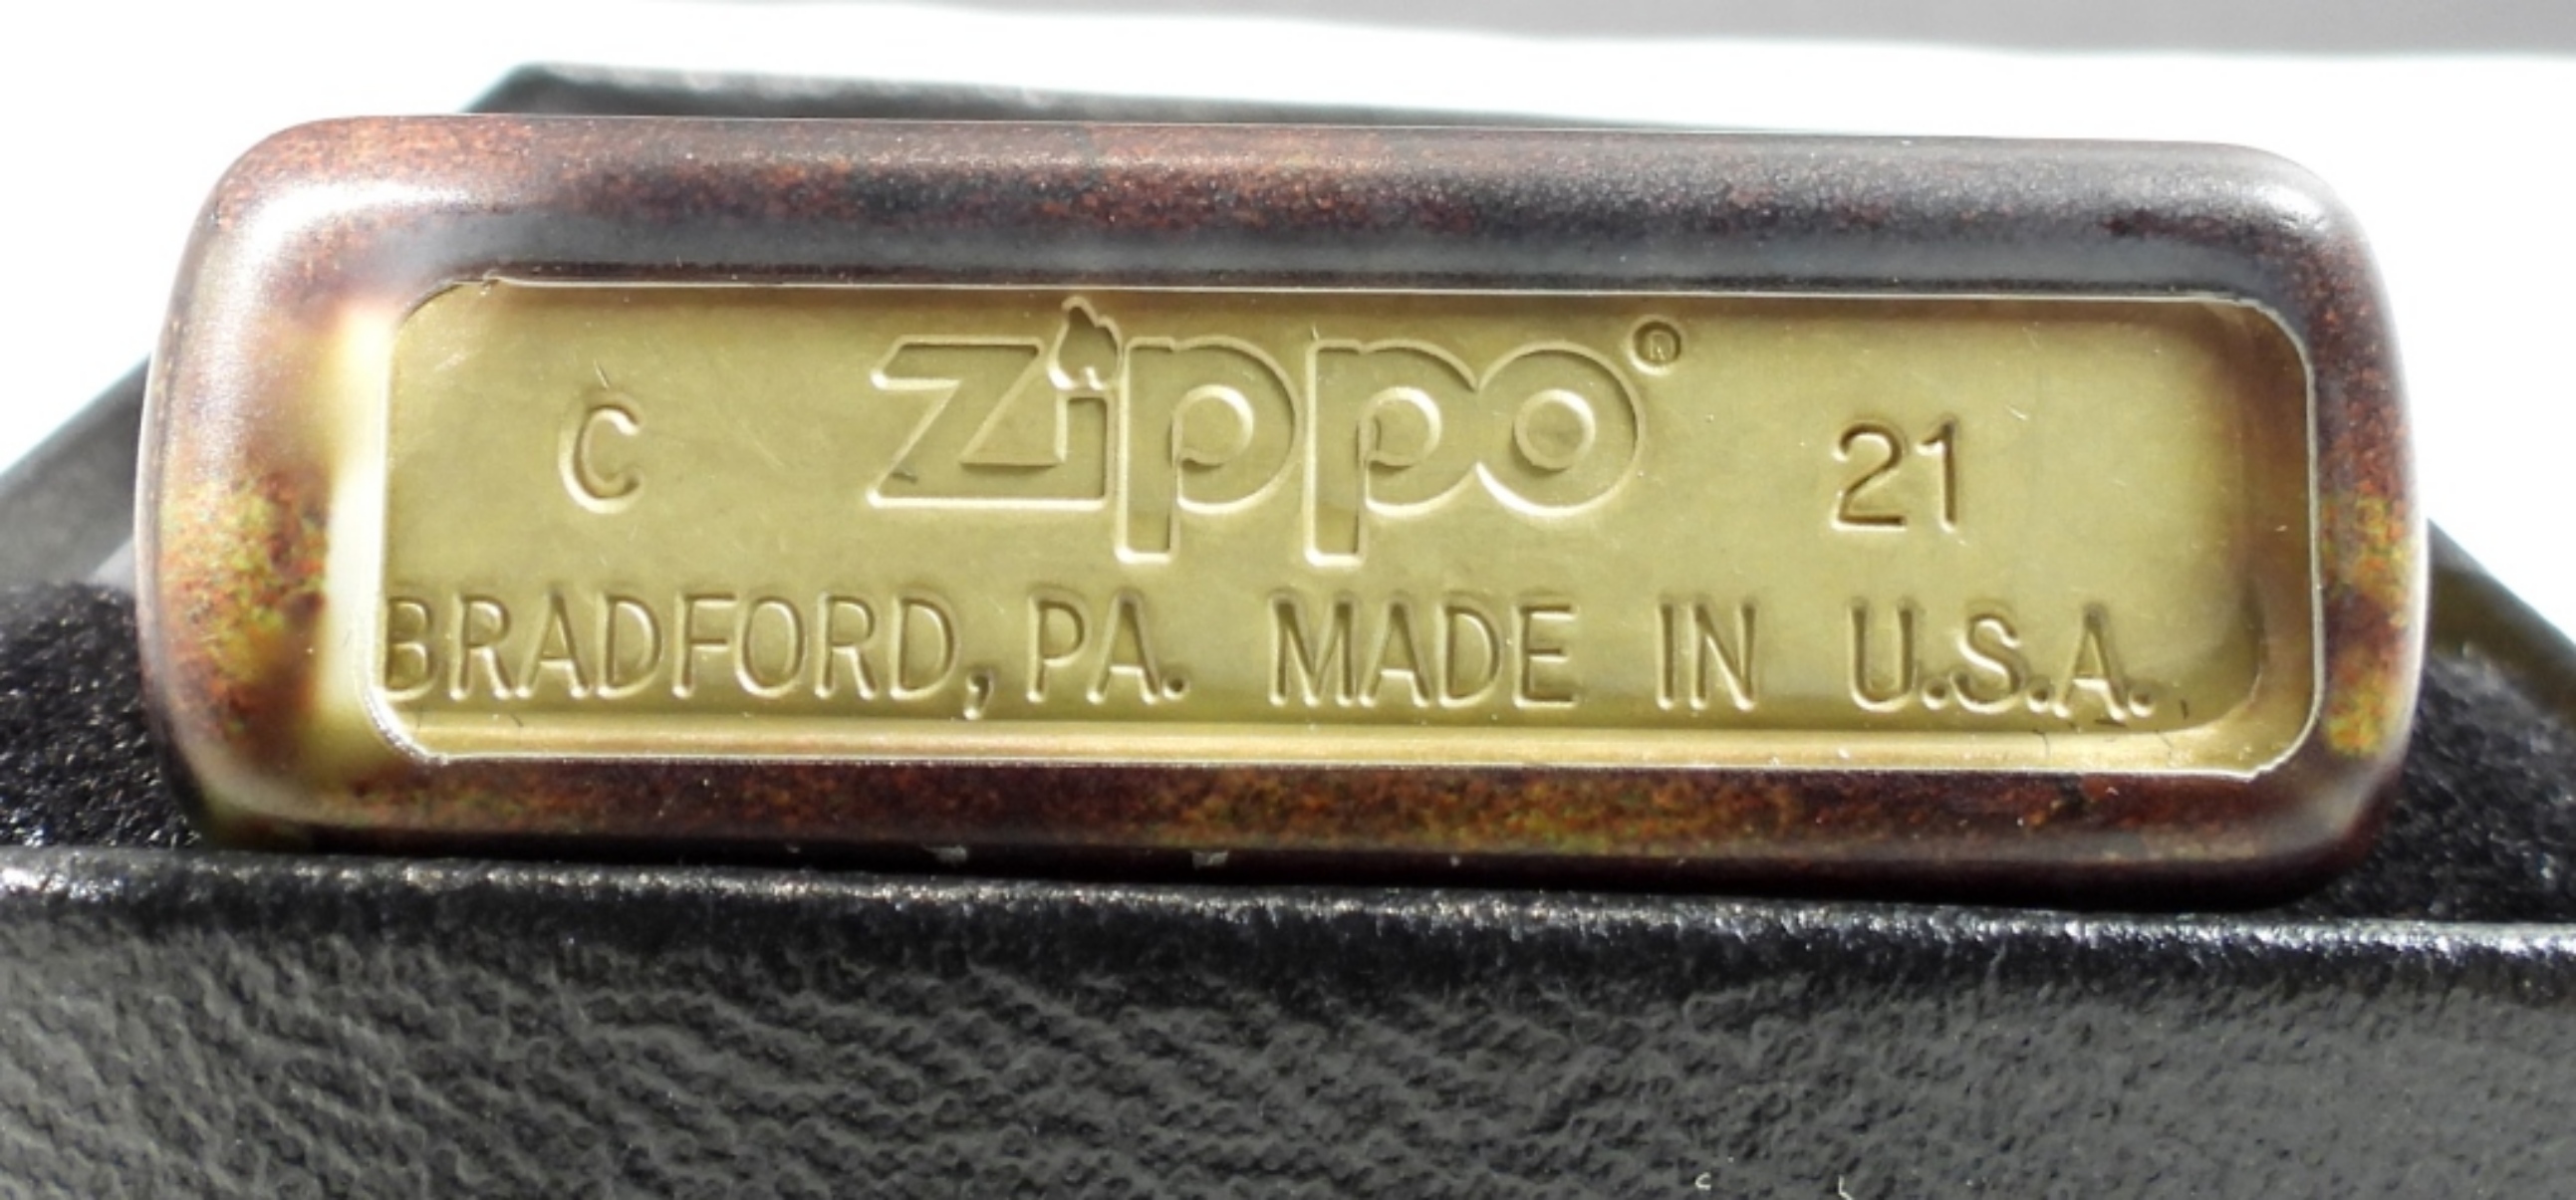 C Zippo® 21
BRADFORD, PA. MADE IN U.S.A.